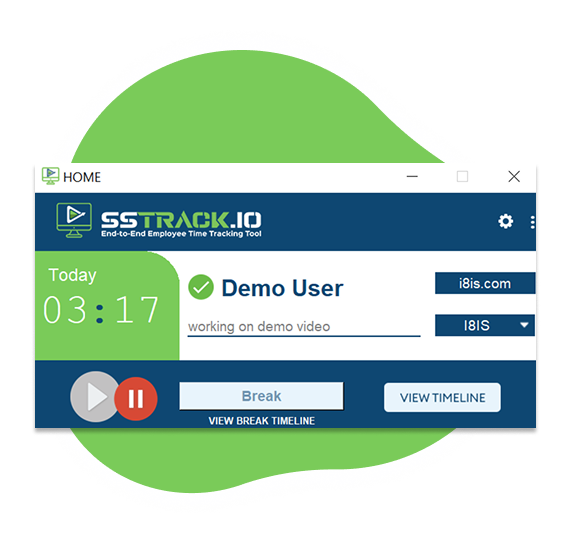 HOME
SSTRACK.IO
End-to-End Employee Time Tracking Tool
Today
03:17
Demo User
working on demo video
i8is.com
I8IS
Break
VIEW BREAK TIMELINE
VIEW TIMELINE